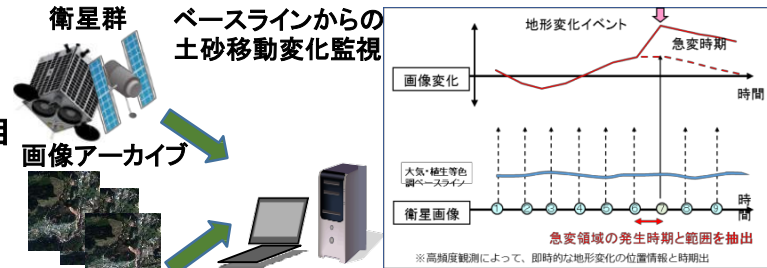 衛星群
ベースラインからの
土砂移動変化監視
画像アーカイブ
地形変化イベント
急変時期
画像変化
時間
大気・植生等色
調ベースライン
衛星画像
① ② ③ ④ ⑤ ⑥ ⑦ ⑧ ⑨
時
間
急変領域の発生時期と範囲を抽出
※高頻度観測によって、即時的な地形変化の位置情報と時期出